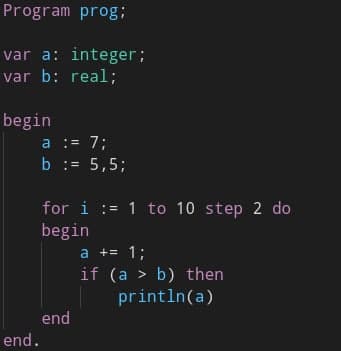 Program prog;
var a: integer;
var b: real;
begin
a := 7;
b := 5,5;
for i := 1 to 10 step 2 do
begin
a += 1;
if (a > b) then
println(a)
end
end.